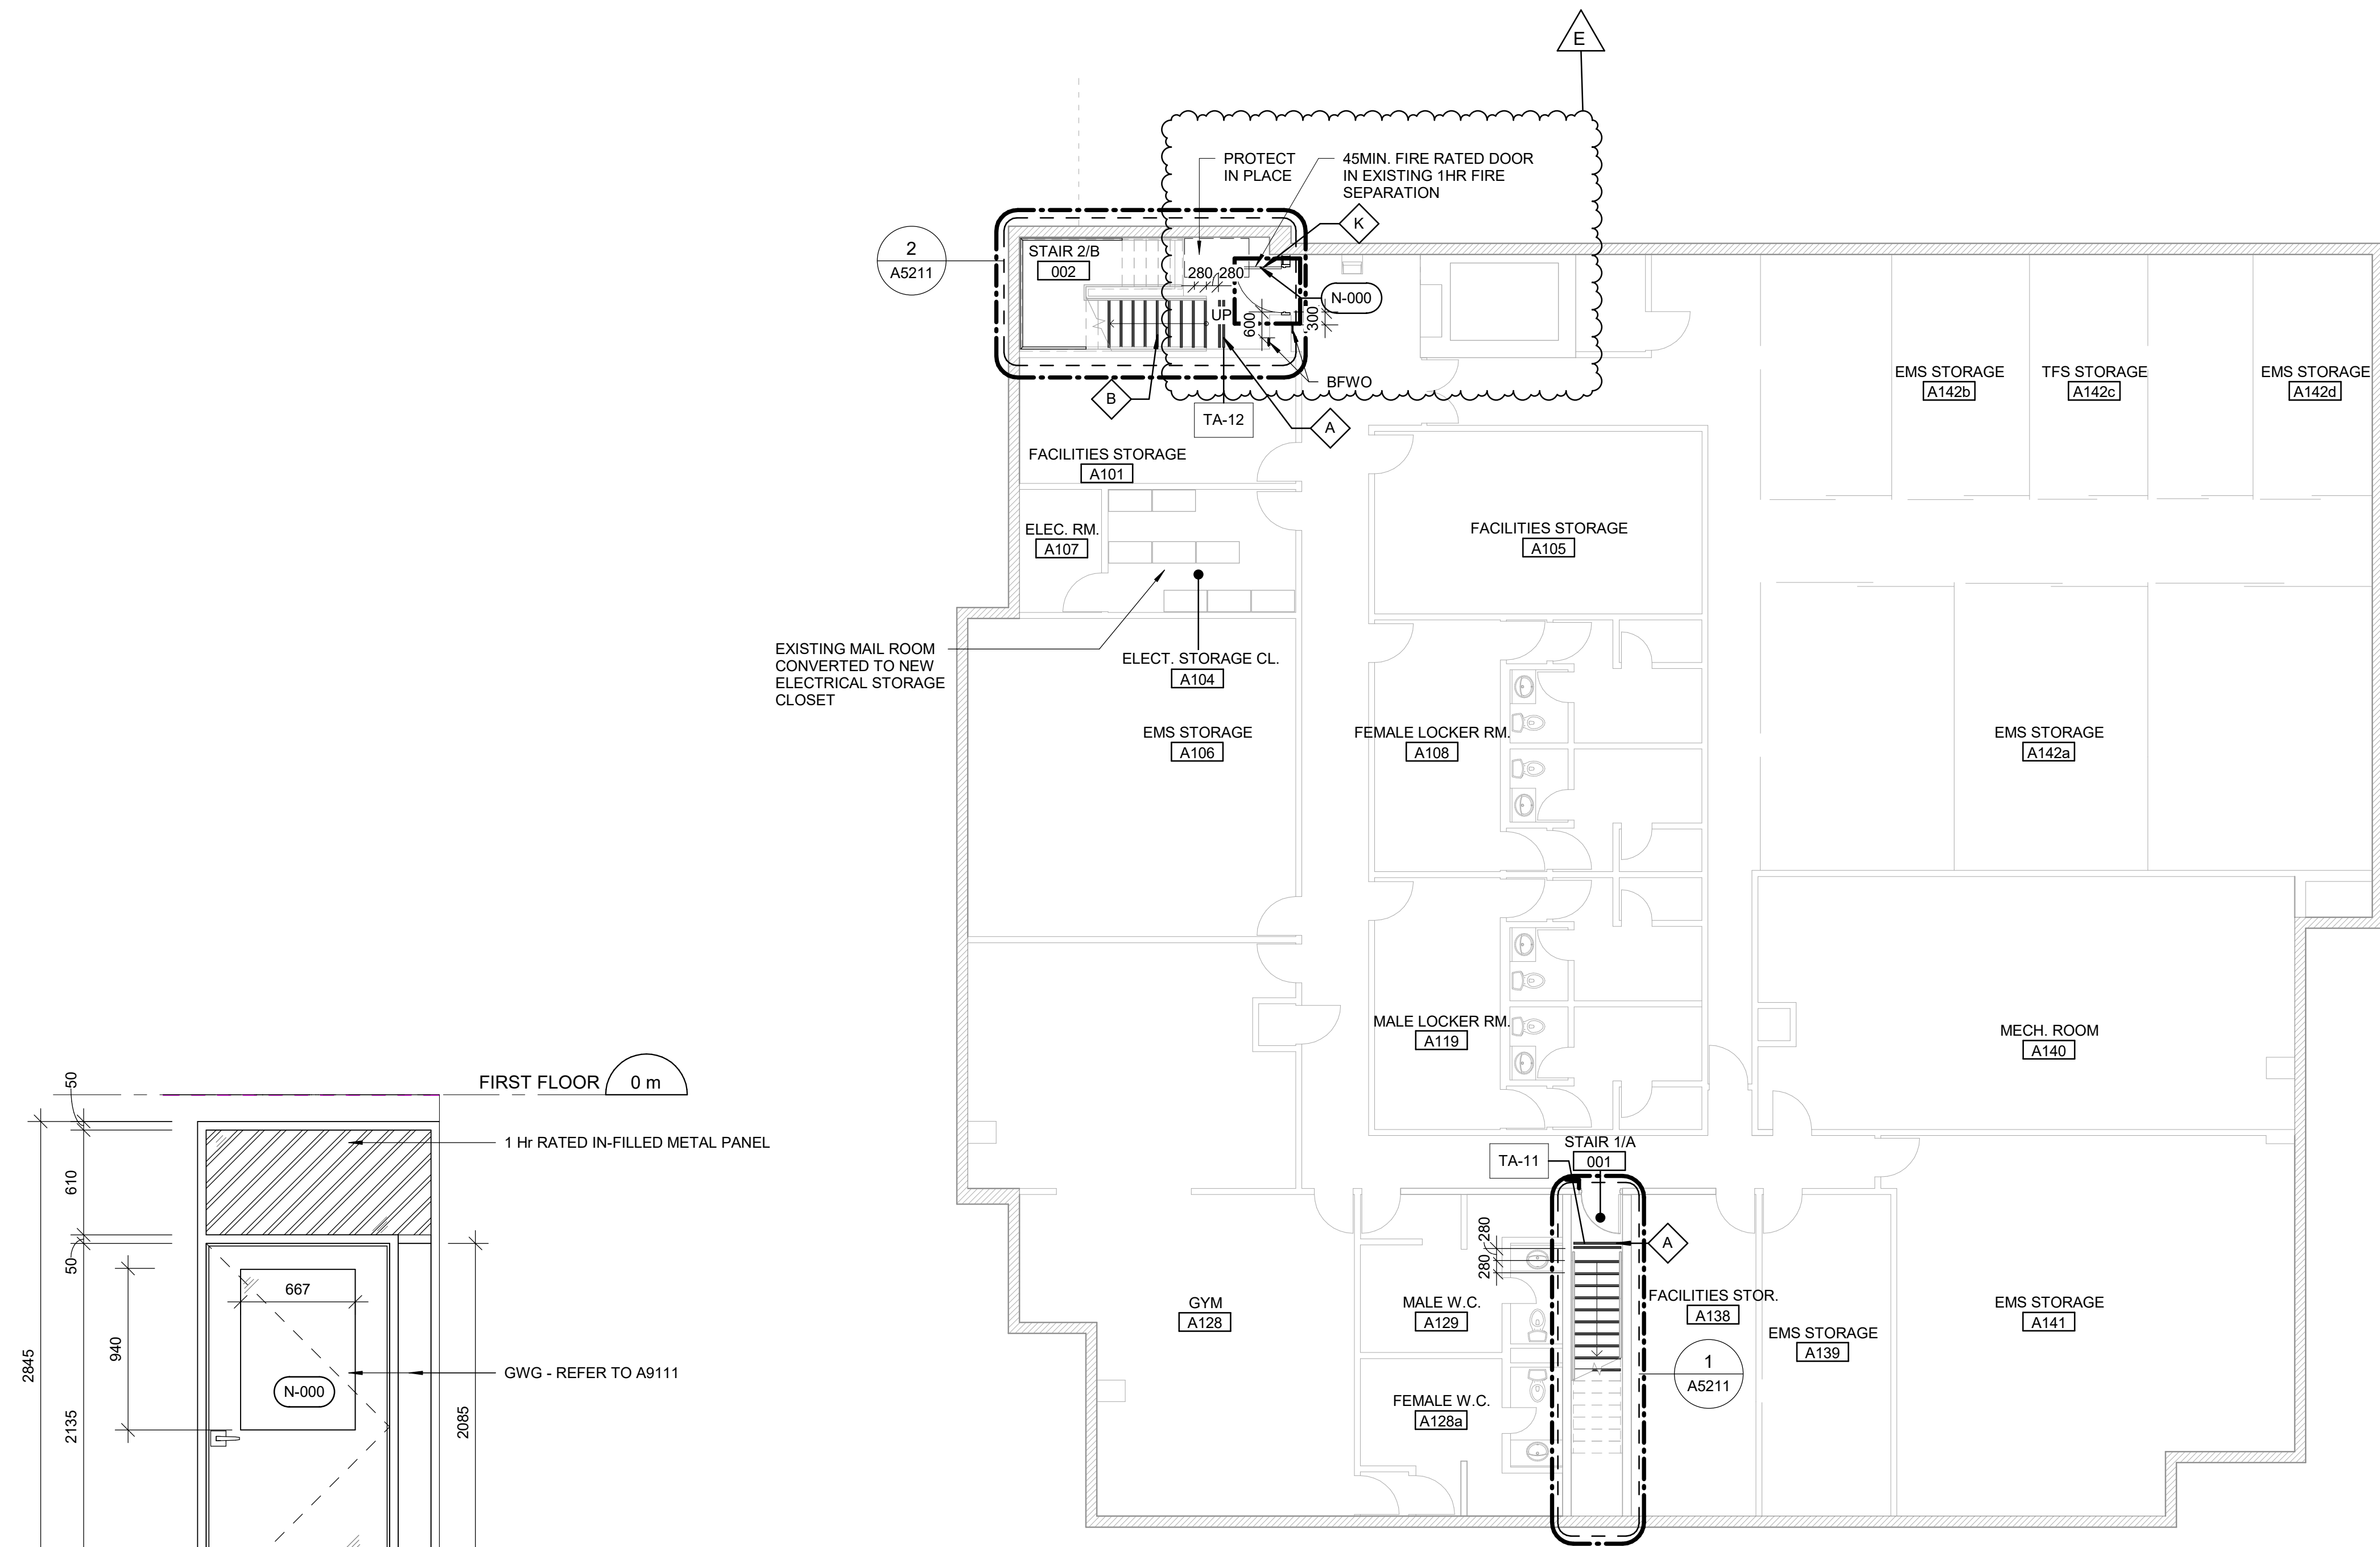 E
PROTECT
IN PLACE
45MIN. FIRE RATED DOOR
IN EXISTING 1HR FIRE
SEPARATION
K
2
A5211
STAIR 2/B
002
280
280
N-000
UP
600
300
BFWO
B
TA-12
A
EMS STORAGE
A142b
TFS STORAGE
A142c
EMS STORAGE
A142d
FACILITIES STORAGE
A101
ELEC. RM.
A107
FACILITIES STORAGE
A105
EXISTING MAIL ROOM
CONVERTED TO NEW
ELECTRICAL STORAGE
CLOSET
ELECT. STORAGE CL.
A104
EMS STORAGE
A106
FEMALE LOCKER RM.
A108
EMS STORAGE
A142a
MALE LOCKER RM.
A119
MECH. ROOM
A140
STAIR 1/A
001
TA-11
A
280
280
GYM
A128
MALE W.C.
A129
FEMALE W.C.
A128a
FACILITIES STOR.
A138
EMS STORAGE
A139
EMS STORAGE
A141
1
A5211
FIRST FLOOR
0 m
50
610
50
2845
2135
940
667
2085
1 Hr RATED IN-FILLED METAL PANEL
GWG - REFER TO A9111
N-000